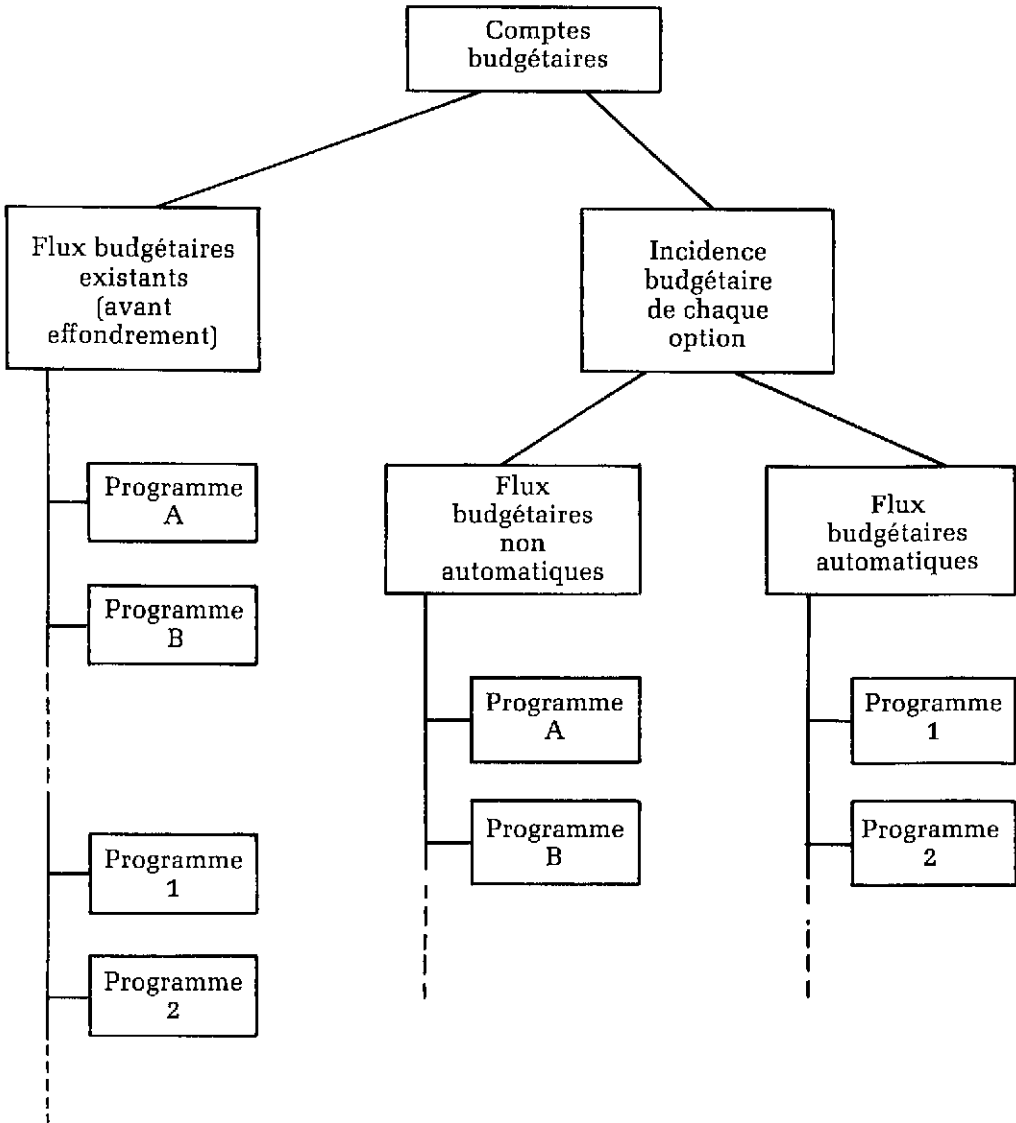 Comptes
budgétaires
Flux budgétaires
existants
(avant
effondrement)
Incidence
budgétaire
de chaque
option
Programme
A
Programme
B
Programme
1
Programme
2
Flux
budgétaires
non
automatiques
Programme
A
Programme
B
Flux
budgétaires
automatiques
Programme
1
Programme
2